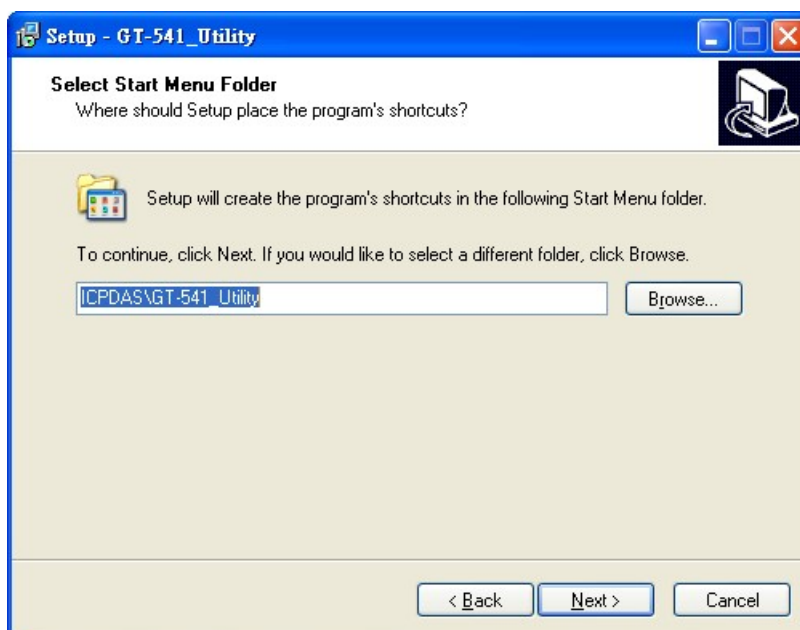 Setup - GT-541_Utility
Select Start Menu Folder
Where should Setup place the program's shortcuts?
Setup will create the program's shortcuts in the following Start Menu folder.
To continue, click Next. If you would like to select a different folder, click Browse.
ICPDAS\GT-541_Utility
Browse...
< Back
Next >
Cancel